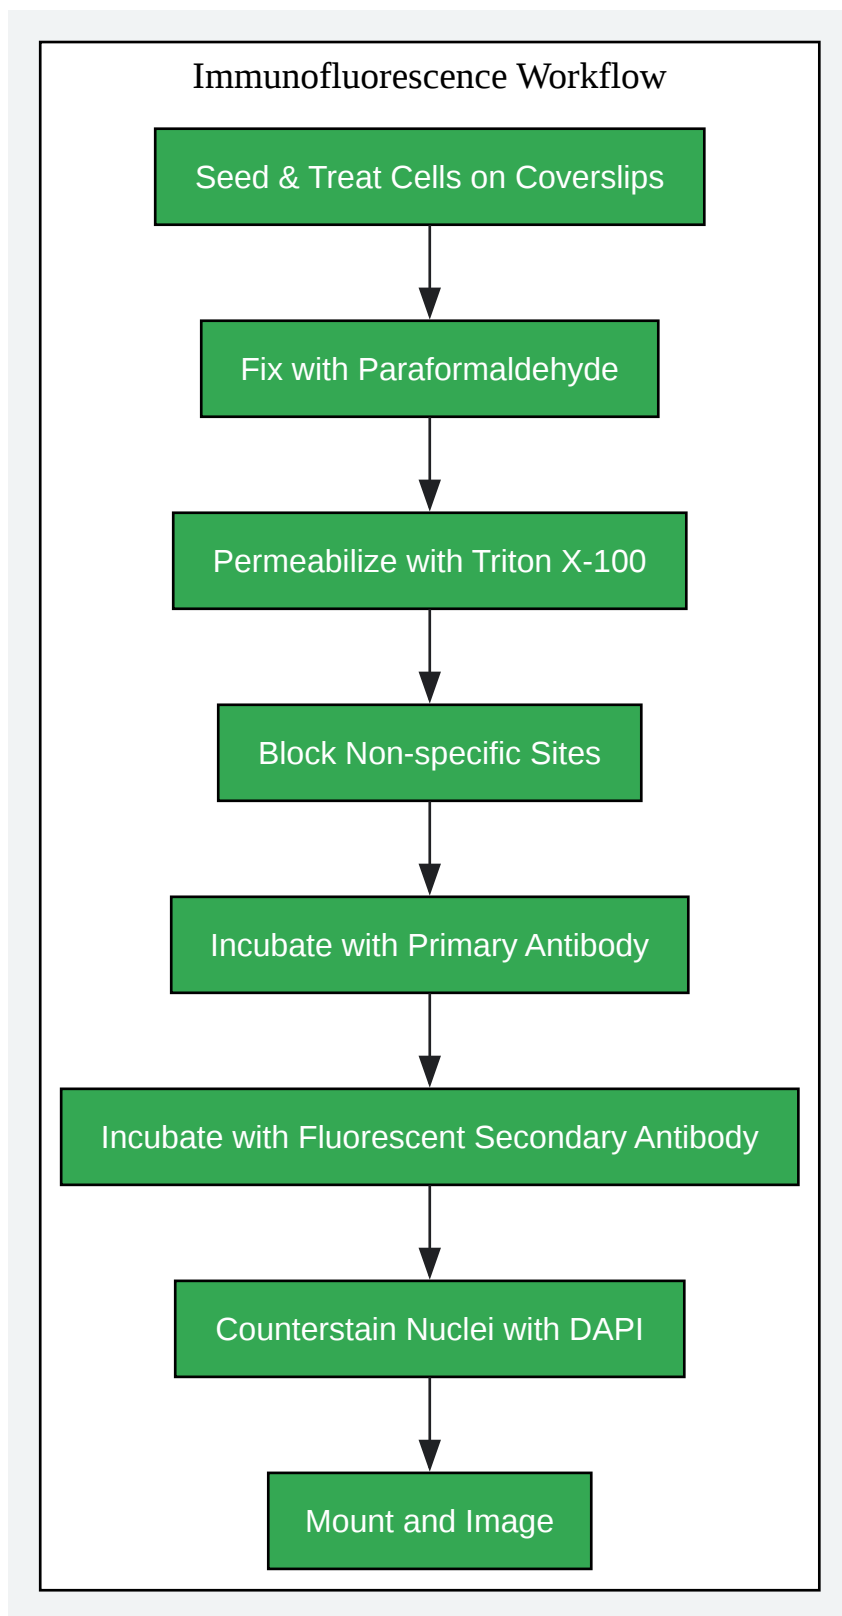 Immunofluorescence Workflow
Seed & Treat Cells on Coverslips
Fix with Paraformaldehyde
Permeabilize with Triton X-100
Block Non-specific Sites
Incubate with Primary Antibody
Incubate with Fluorescent Secondary Antibody
Counterstain Nuclei with DAPI
Mount and Image